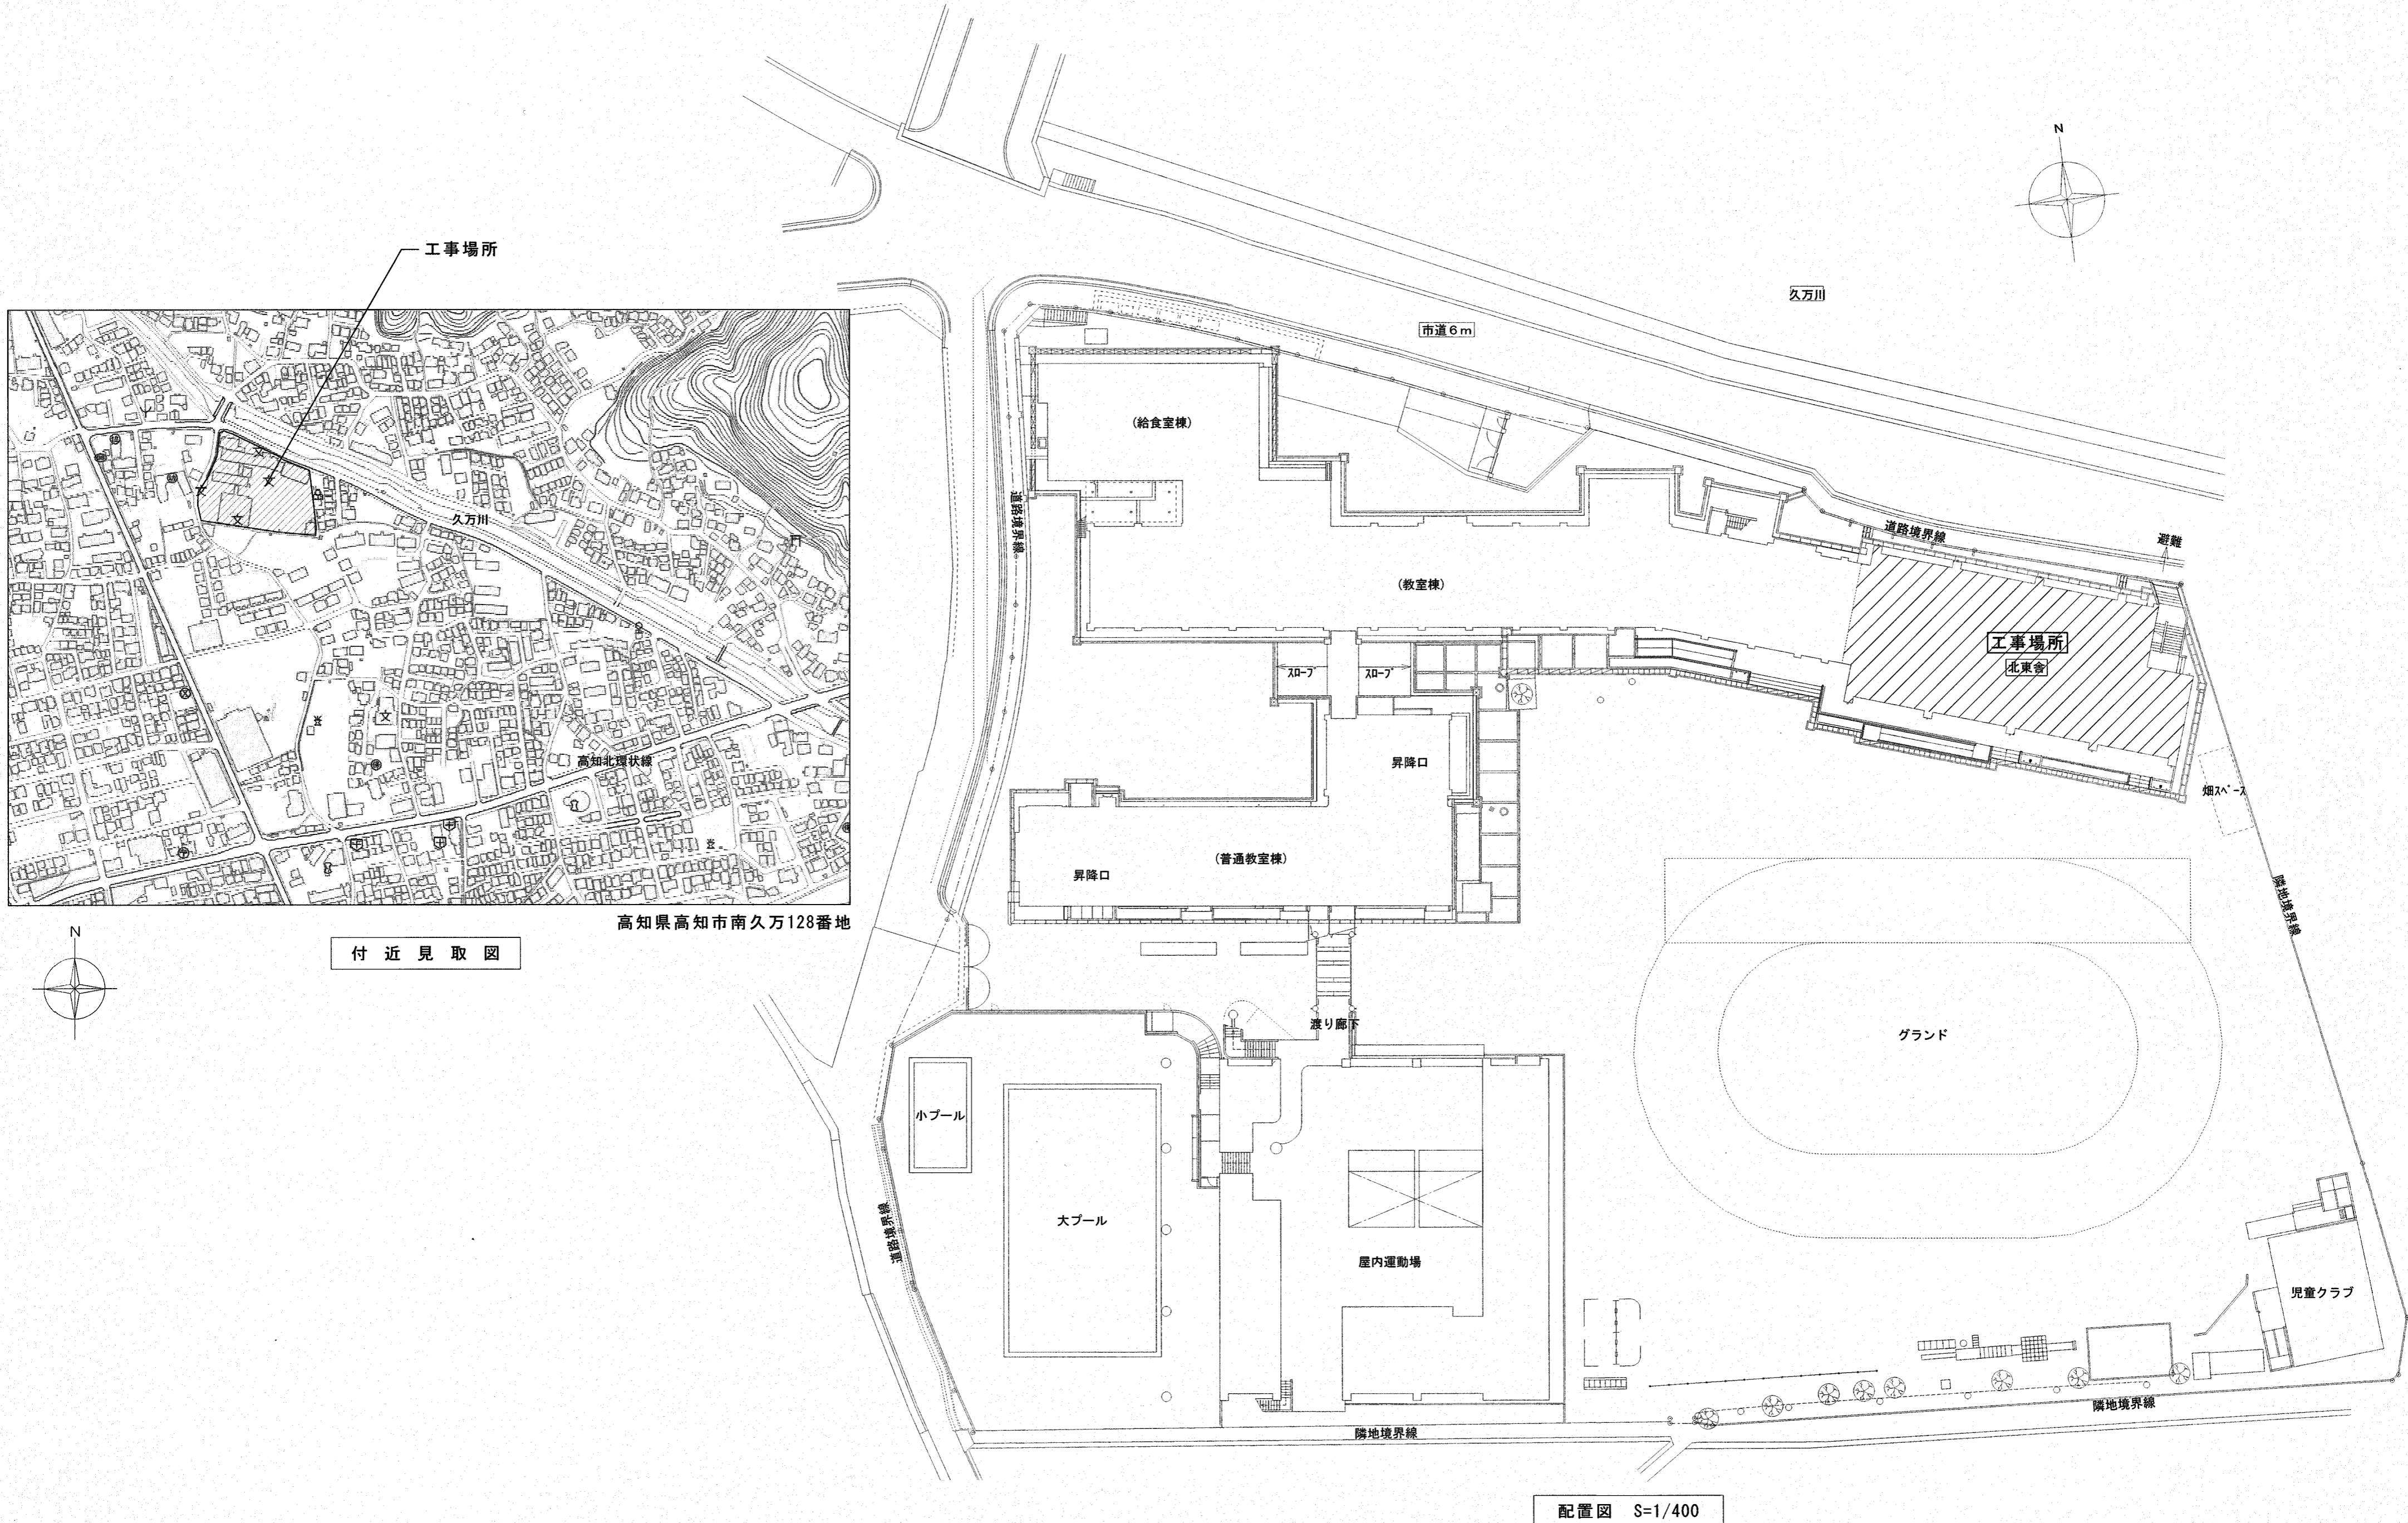 N
工事場所
久万川
市道6m
(給食室棟)
道路境界線
道路境界線
避難
(教室棟)
工事場所
北東舎
久万川
スロープ
スロープ
高知北環状線
昇降口
畑スペース
(普通教室棟)
昇降口
隣地境界線
高知県高知市南久万128番地
N
付近見取図
渡り廊下
グランド
小プール
大プール
道路境界線
屋内運動場
児童クラブ
隣地境界線
隣地境界線
配置図 S=1/400